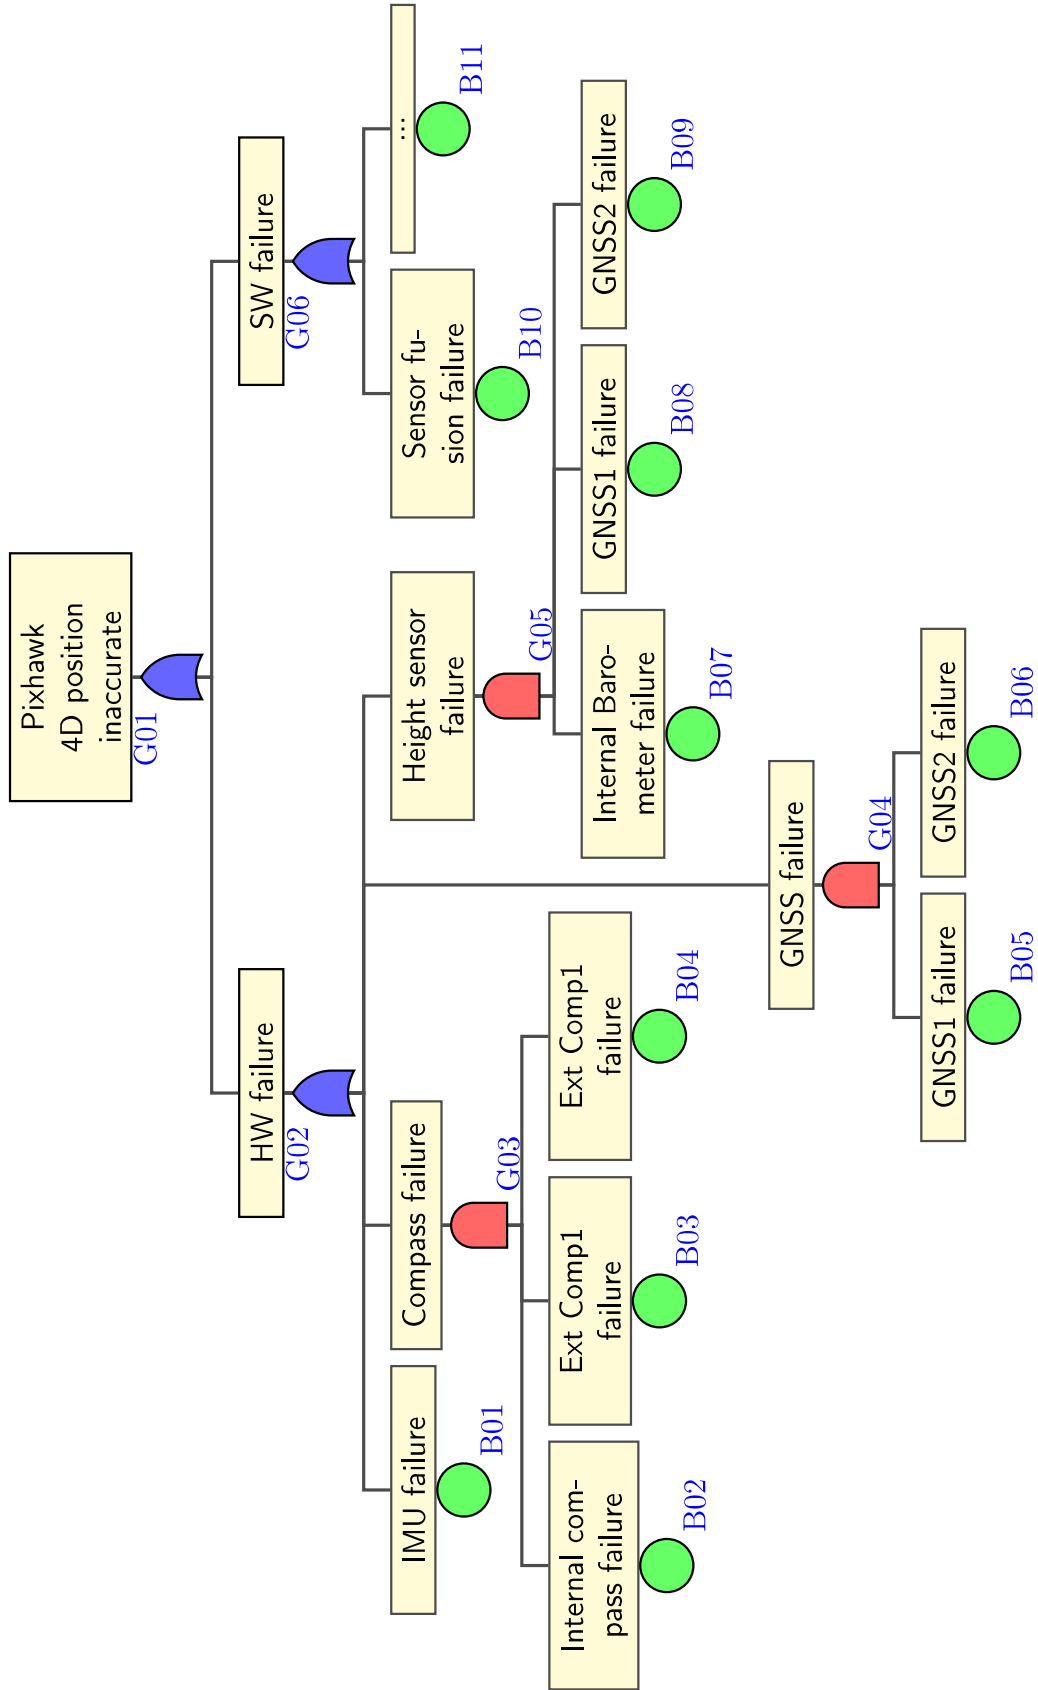 Pixhawk
4D position
inaccurate
G01
HW failure
G02
SW failure
G06
IMU failure
B01
Compass failure
G03
Height sensor
failure
G05
Sensor fu-
sion failure
B10
...
B11
Internal com-
pass failure
B02
Ext Comp1
failure
B03
Ext Comp1
failure
B04
Internal Baro-
meter failure
B07
GNSS1 failure
B08
GNSS2 failure
B09
GNSS failure
G04
GNSS1 failure
B05
GNSS2 failure
B06